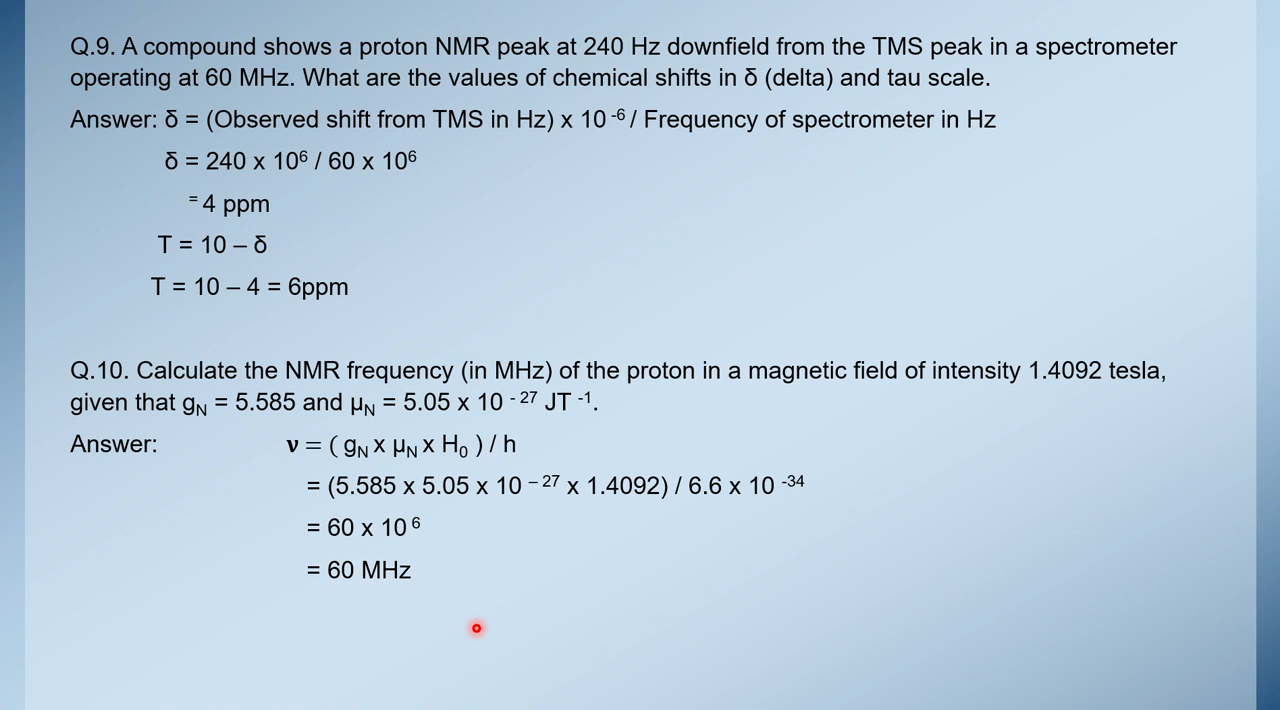 Q.9. A compound shows a proton NMR peak at 240 Hz downfield from the TMS peak in a spectrometer
operating at 60 MHz. What are the values of chemical shifts in δ (delta) and tau scale.
Answer: δ = (Observed shift from TMS in Hz) x 10⁻⁶ / Frequency of spectrometer in Hz
δ = 240 x 10⁶ / 60 x 10⁶
= 4 ppm
T = 10 – δ
T = 10 – 4 = 6ppm
Q.10. Calculate the NMR frequency (in MHz) of the proton in a magnetic field of intensity 1.4092 tesla,
given that gN = 5.585 and µN = 5.05 x 10⁻²⁷ JT⁻¹.
Answer: ν = ( gN x µN x H₀ ) / h
= (5.585 x 5.05 x 10⁻²⁷ x 1.4092) / 6.6 x 10⁻³⁴
= 60 x 10⁶
= 60 MHz